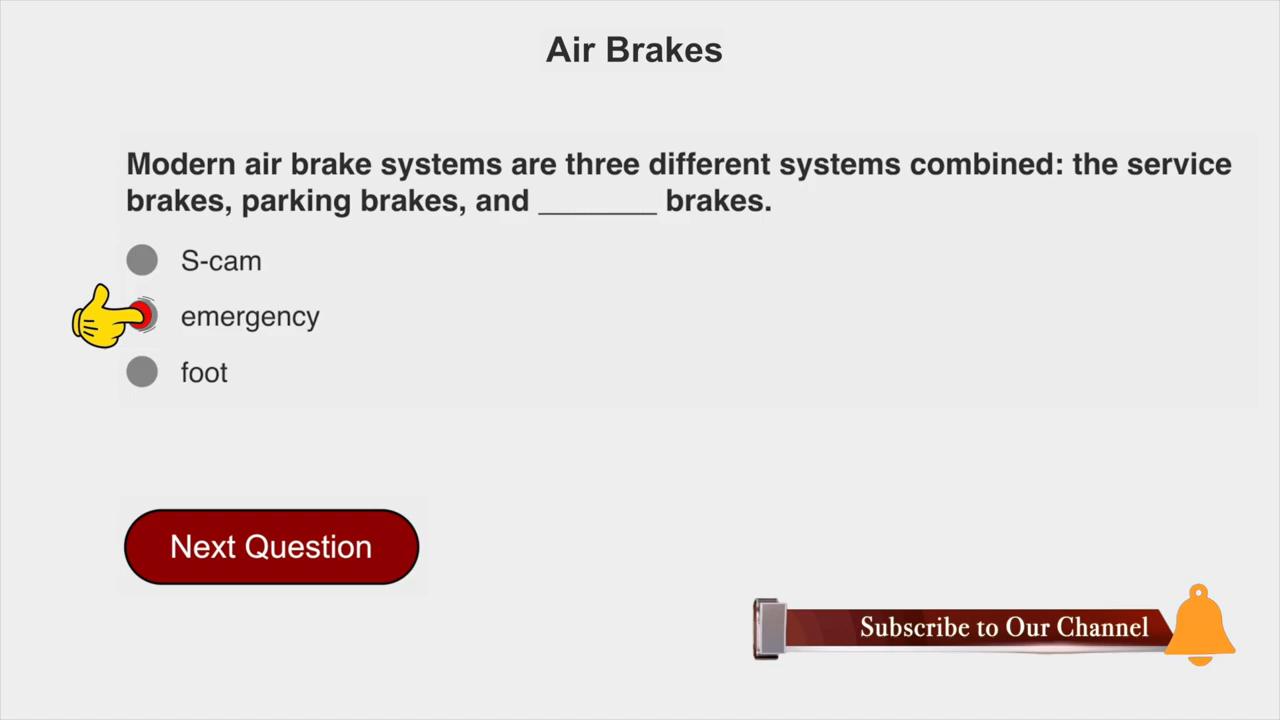 Air Brakes
Modern air brake systems are three different systems combined: the service
brakes, parking brakes, and _______ brakes.
S-cam
emergency
foot
Next Question
Subscribe to Our Channel